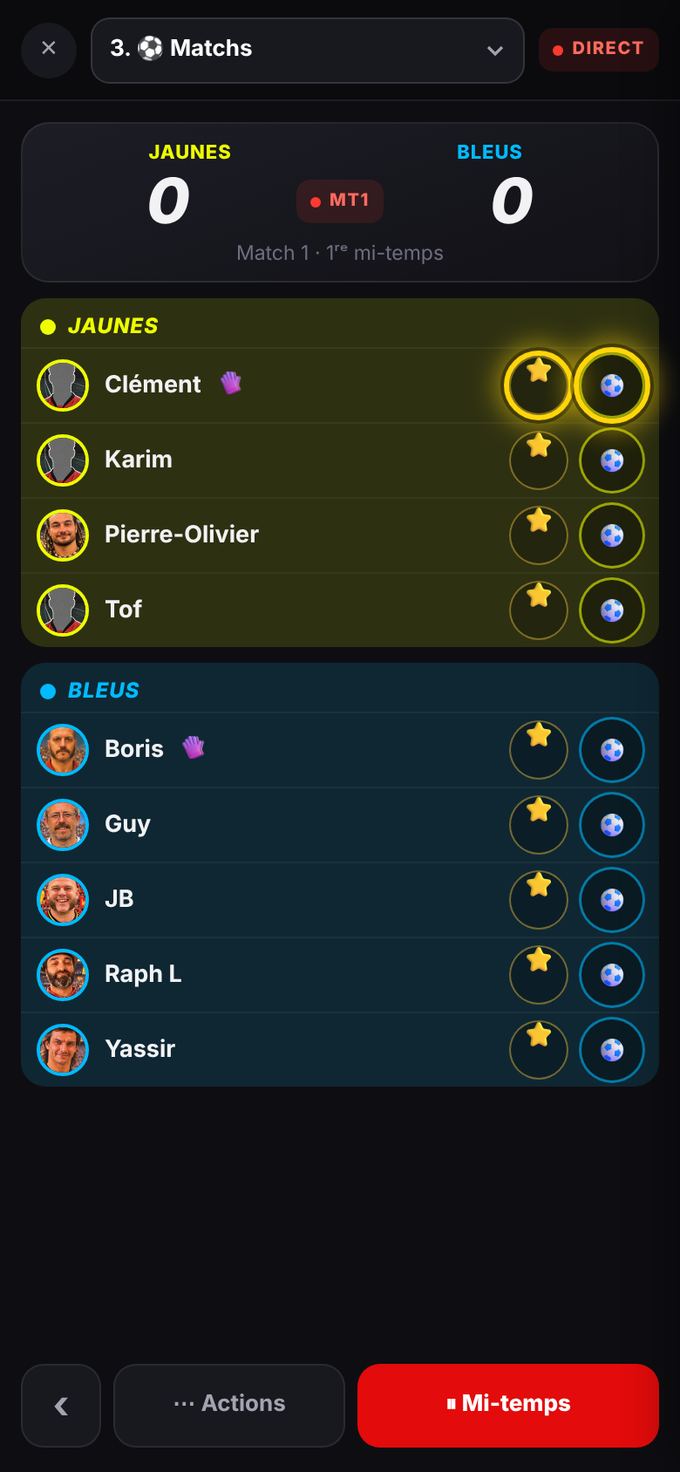 ✕
3. ⚽ Matchs
DIRECT
JAUNES
BLEUS
0
MT1
0
Match 1 · 1ʳᵉ mi-temps
JAUNES
Clément
Karim
Pierre-Olivier
Tof
BLEUS
Boris
Guy
JB
Raph L
Yassir
‹
··· Actions
⏸ Mi-temps